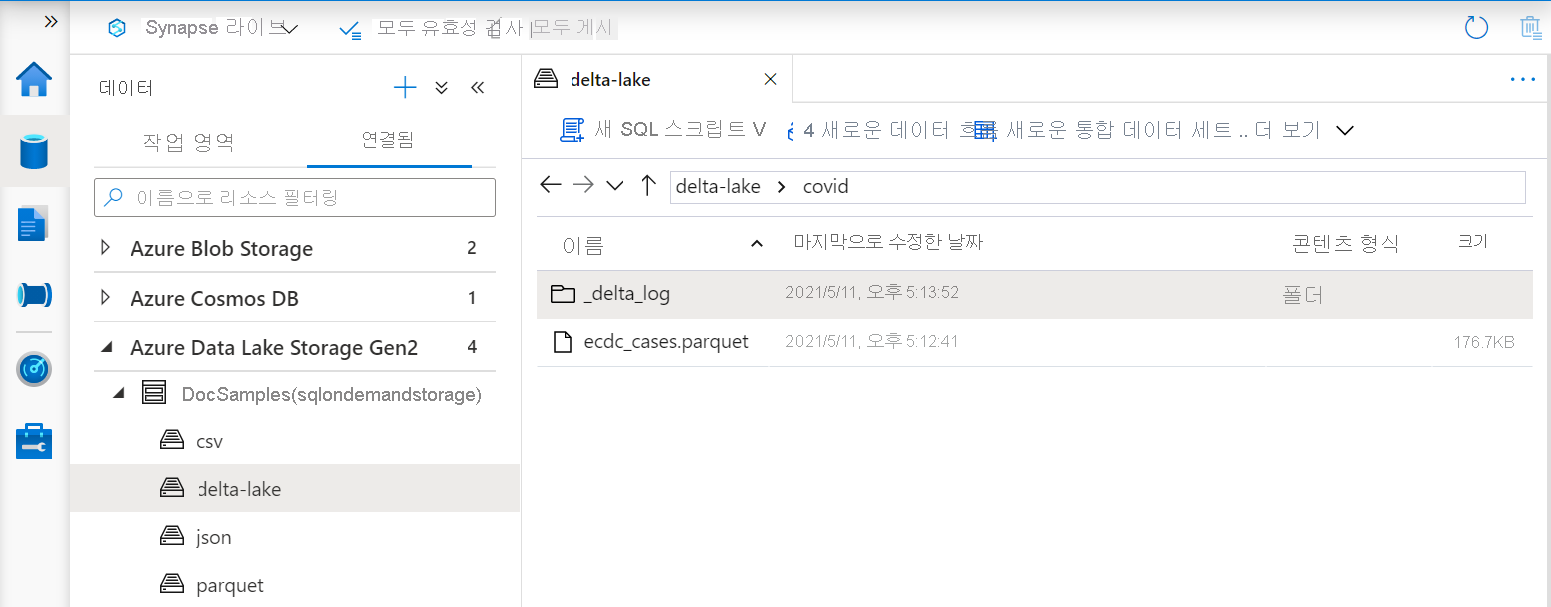 Synapse 라이브
모두 유효성 검사 모두 게시
데이터
작업 영역 연결됨
이름으로 리소스 필터링
Azure Blob Storage 2
Azure Cosmos DB 1
Azure Data Lake Storage Gen2 4
DocSamples(sqlondemandstorage)
csv
delta-lake
json
parquet
delta-lake
새 SQL 스크립트 V 4 새로운 데이터 흐름 새로운 통합 데이터 세트 .. 더 보기
delta-lake > covid
이름 마지막으로 수정한 날짜 콘텐츠 형식 크기
_delta_log 2021/5/11, 오후 5:13:52 폴더
ecdc_cases.parquet 2021/5/11, 오후 5:12:41 176.7KB